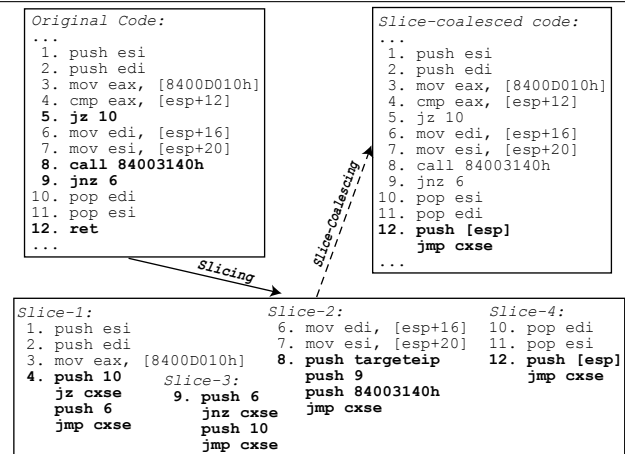 Original Code:
...
1. push esi
2. push edi
3. mov eax, [8400D010h]
4. cmp eax, [esp+12]
5. jz 10
6. mov edi, [esp+16]
7. mov esi, [esp+20]
8. call 84003140h
9. jnz 6
10. pop edi
11. pop esi
12. ret
...
Slicing
Slice-Coalescing
Slice-coalesced code:
...
1. push esi
2. push edi
3. mov eax, [8400D010h]
4. cmp eax, [esp+12]
5. jz 10
6. mov edi, [esp+16]
7. mov esi, [esp+20]
8. call 84003140h
9. jnz 6
10. pop esi
11. pop edi
12. push [esp]
jmp cxse
...
Slice-1:
1. push esi
2. push edi
3. mov eax, [8400D010h]
4. push 10
jz cxse
push 6
jmp cxse
Slice-3:
9. push 6
jnz cxse
push 10
jmp cxse
Slice-2:
6. mov edi, [esp+16]
7. mov esi, [esp+20]
8. push targeteip
push 9
push 84003140h
jmp cxse
Slice-4:
10. pop edi
11. pop esi
12. push [esp]
jmp cxse